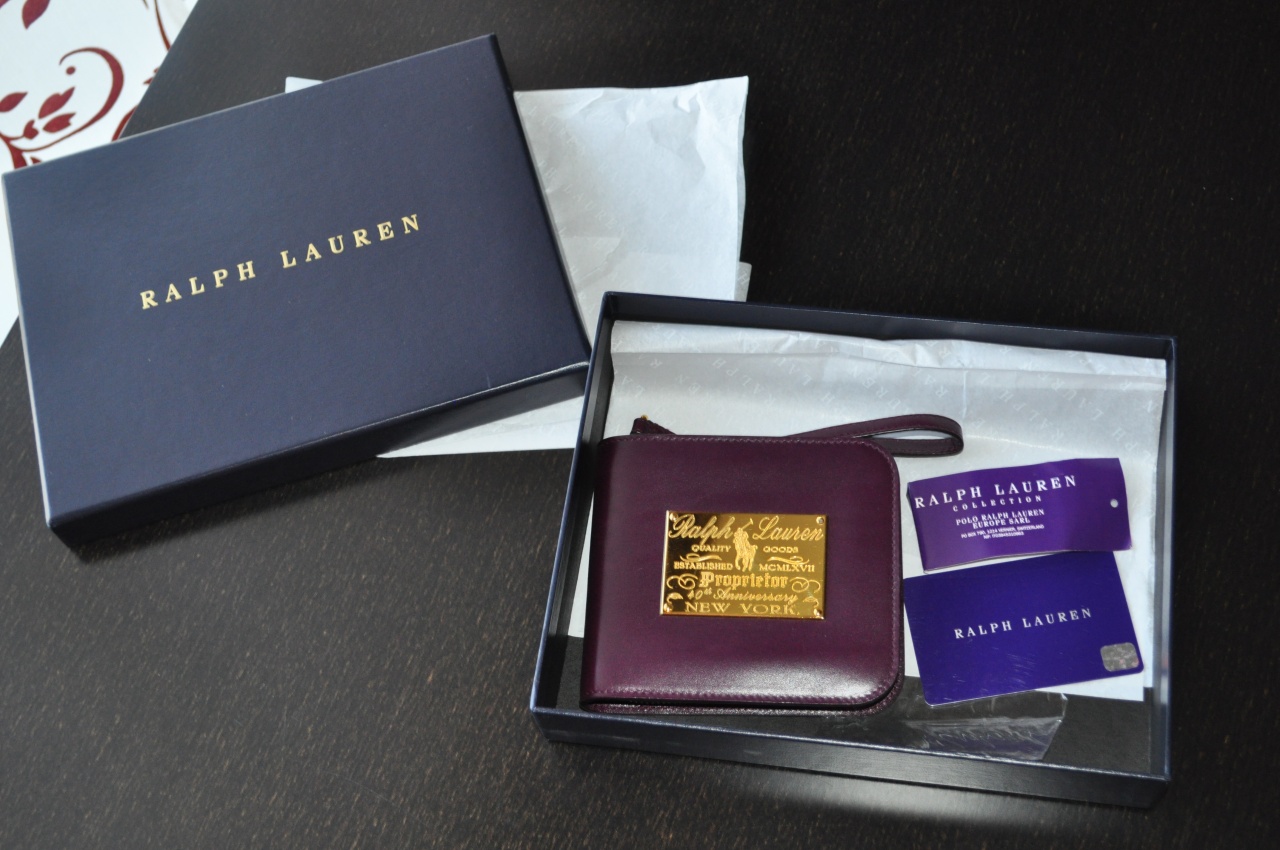 RALPH LAUREN
Ralph Lauren
QUALITY GOODS
ESTABLISHED MCMLXVII
Proprietor
40th Anniversary
NEW YORK.
RALPH LAUREN
COLLECTION
POLO RALPH LAUREN
EUROPE SARL
RALPH LAUREN